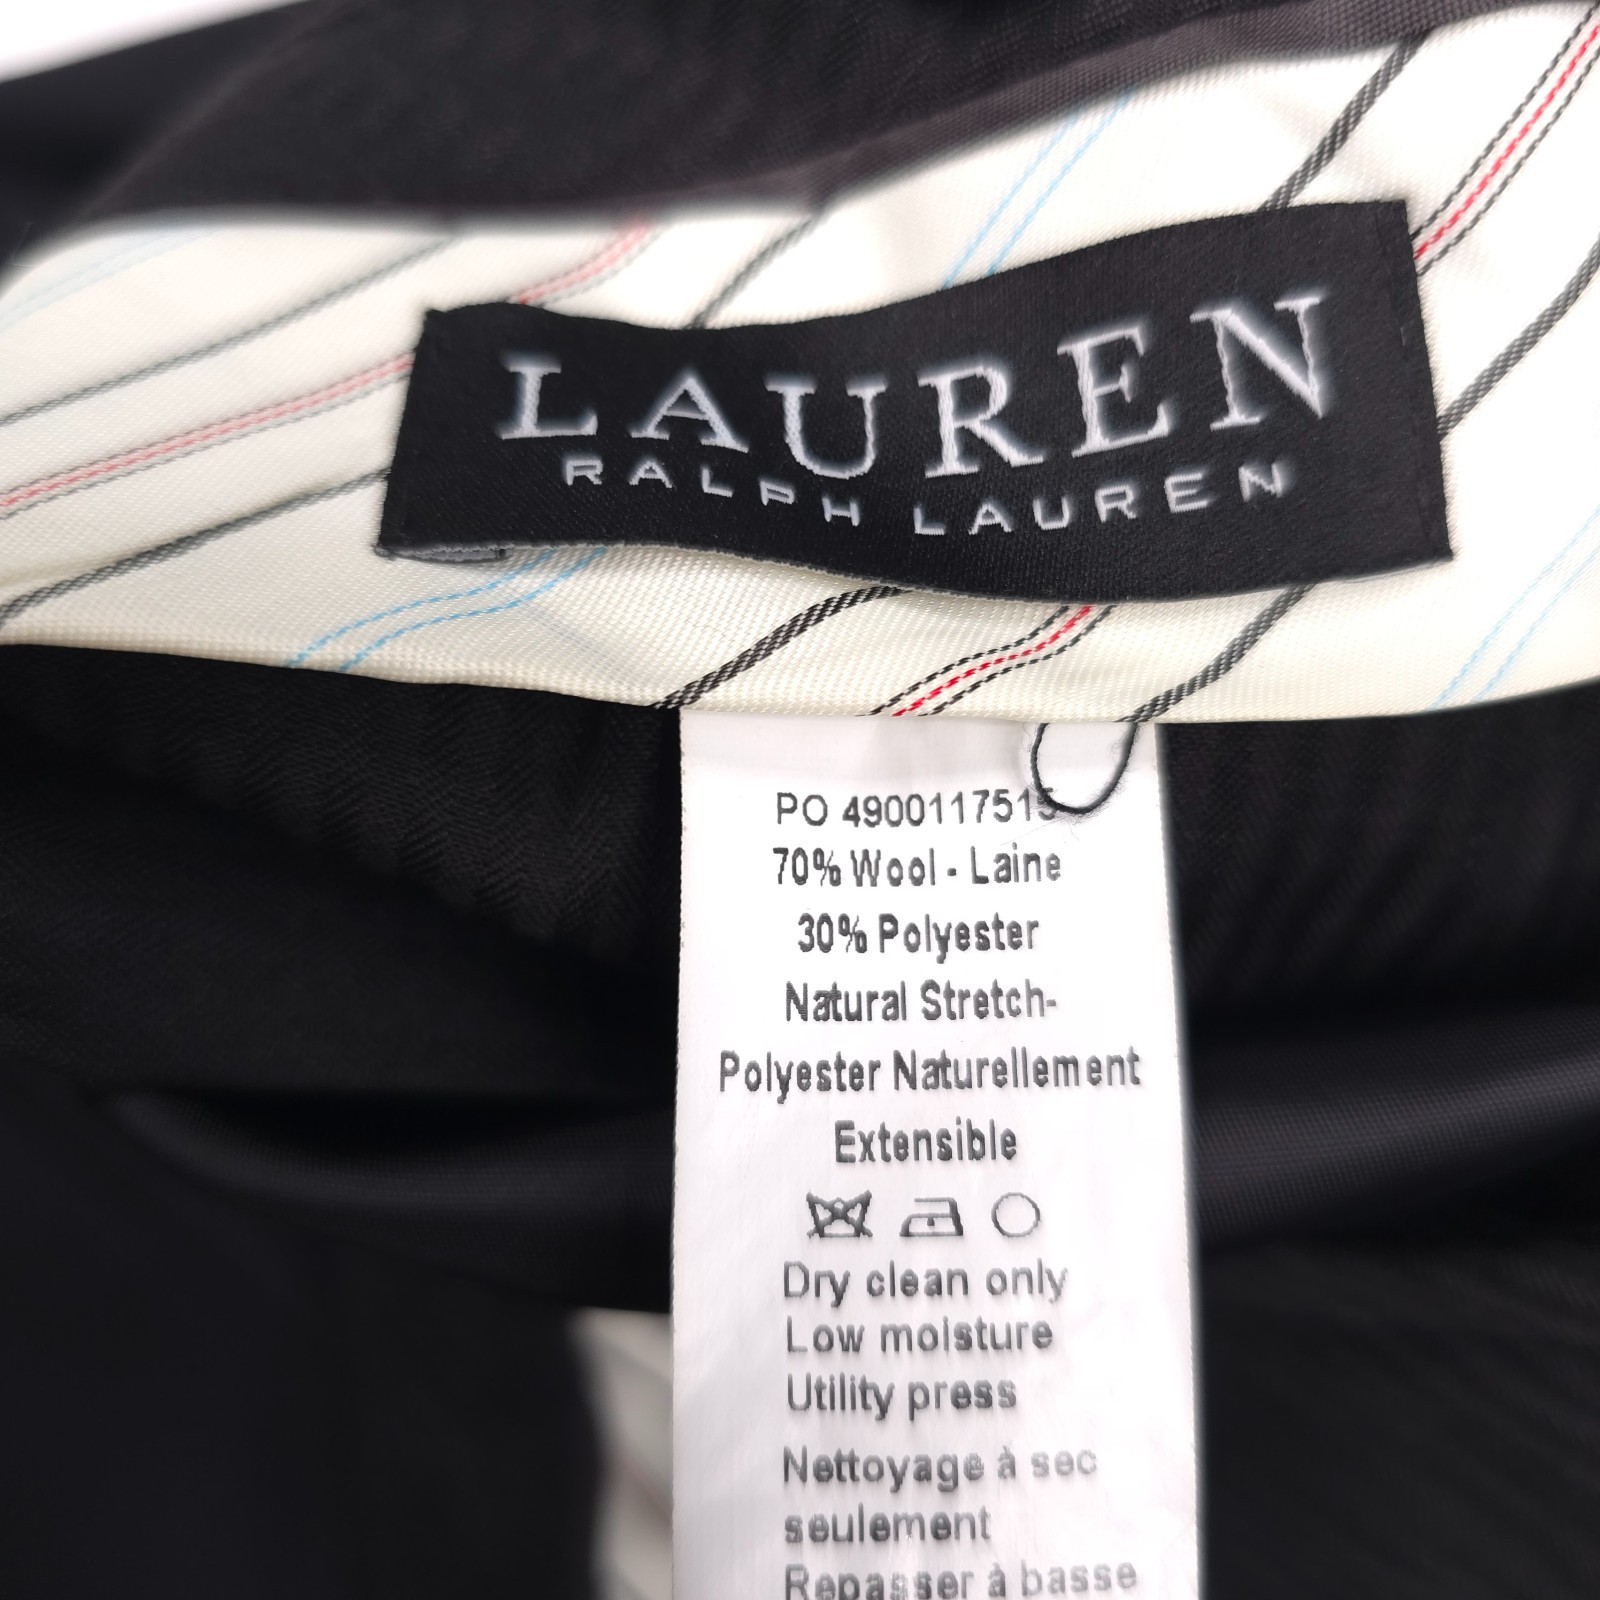 LAUREN
RALPH LAUREN
PO 4900117515
70% Wool - Laine
30% Polyester
Natural Stretch-
Polyester Naturellement
Extensible
Dry clean only
Low moisture
Utility press
Nettoyage à sec
seulement
Repasser à basse